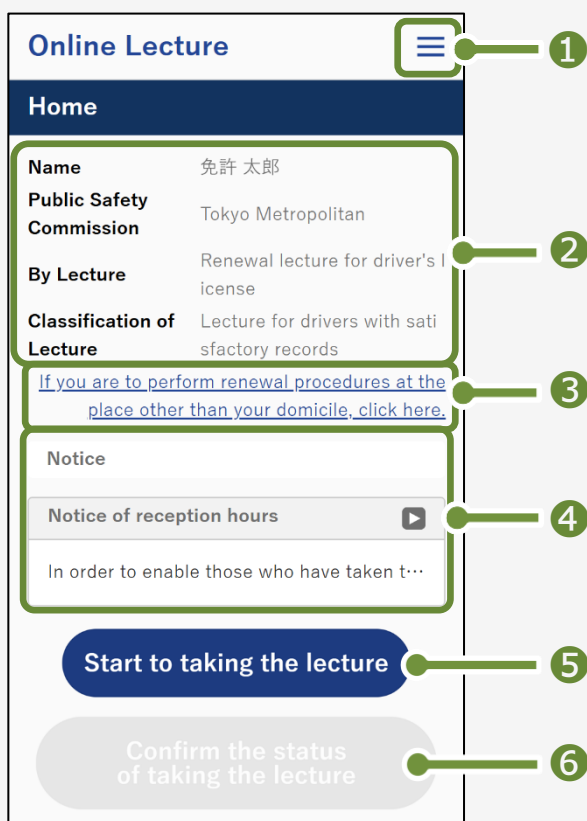 Online Lecture
1
Home
Name 免許 太郎
Public Safety
Commission
Tokyo Metropolitan
2
By Lecture
Renewal lecture for driver's l
icense
Classification of
Lecture
Lecture for drivers with sati
sfactory records
If you are to perform renewal procedures at the
place other than your domicile, click here.
3
Notice
Notice of reception hours
4
In order to enable those who have taken t…
Start to taking the lecture
5
Confirm the status
of taking the lecture
6